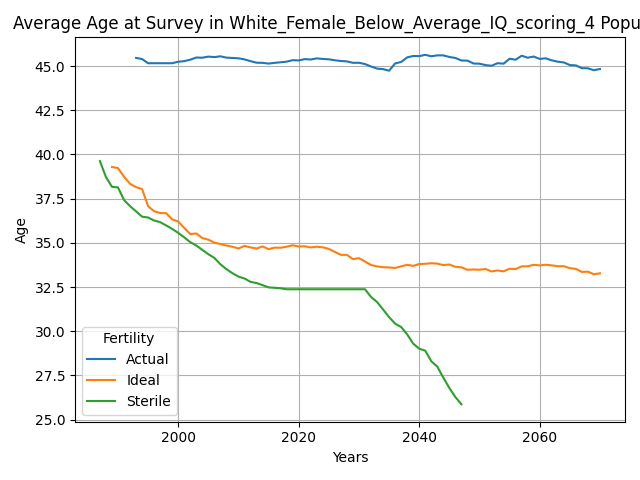 Average Age at Survey in White_Female_Below_Average_IQ_scoring_4 Popu
45.0
42.5
40.0
37.5
35.0
32.5
30.0
27.5
25.0
Age
Fertility
Actual
Ideal
Sterile
2000 2020 2040 2060
Years